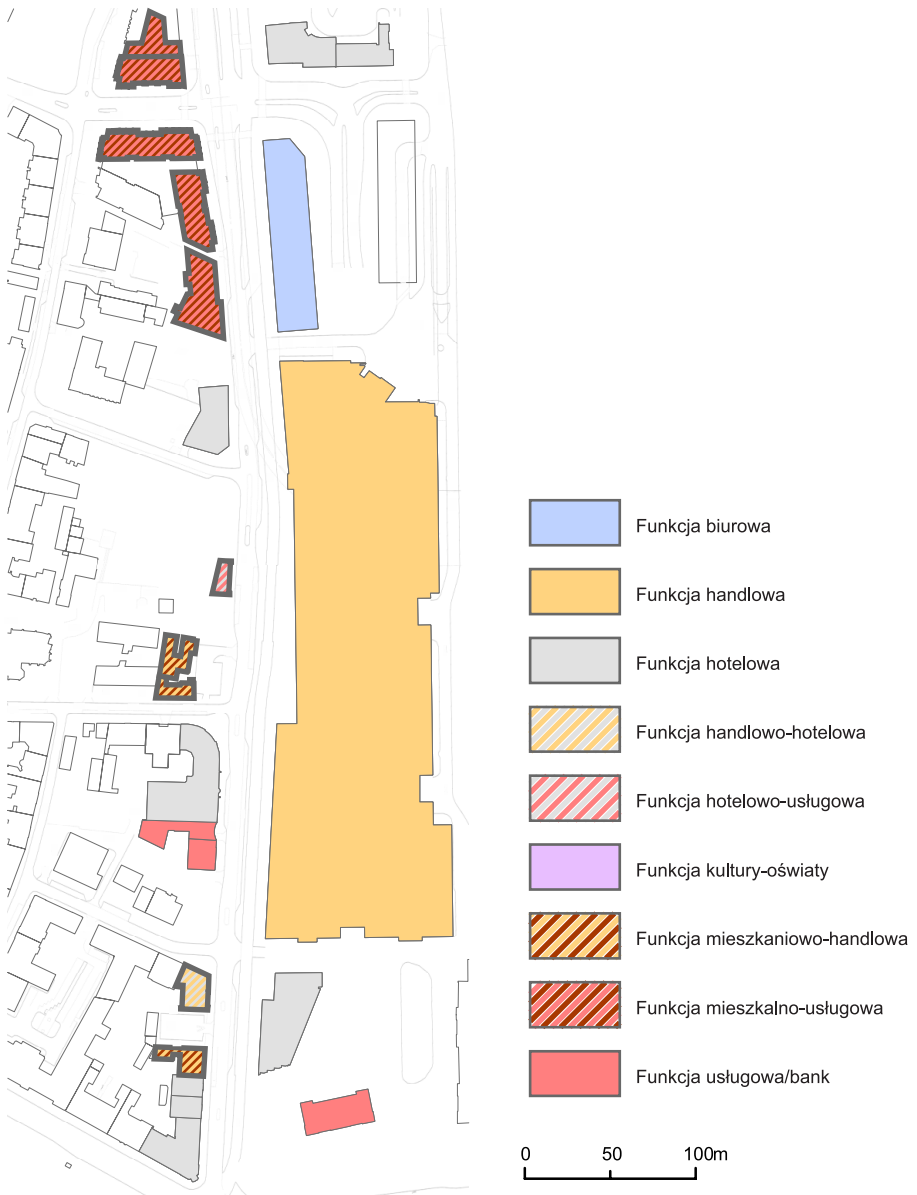 Funkcja biurowa
Funkcja handlowa
Funkcja hotelowa
Funkcja handlowo-hotelowa
Funkcja hotelowo-usługowa
Funkcja kultury-oświaty
Funkcja mieszkaniowo-handlowa
Funkcja mieszkalno-usługowa
Funkcja usługowa/bank
0 50 100m